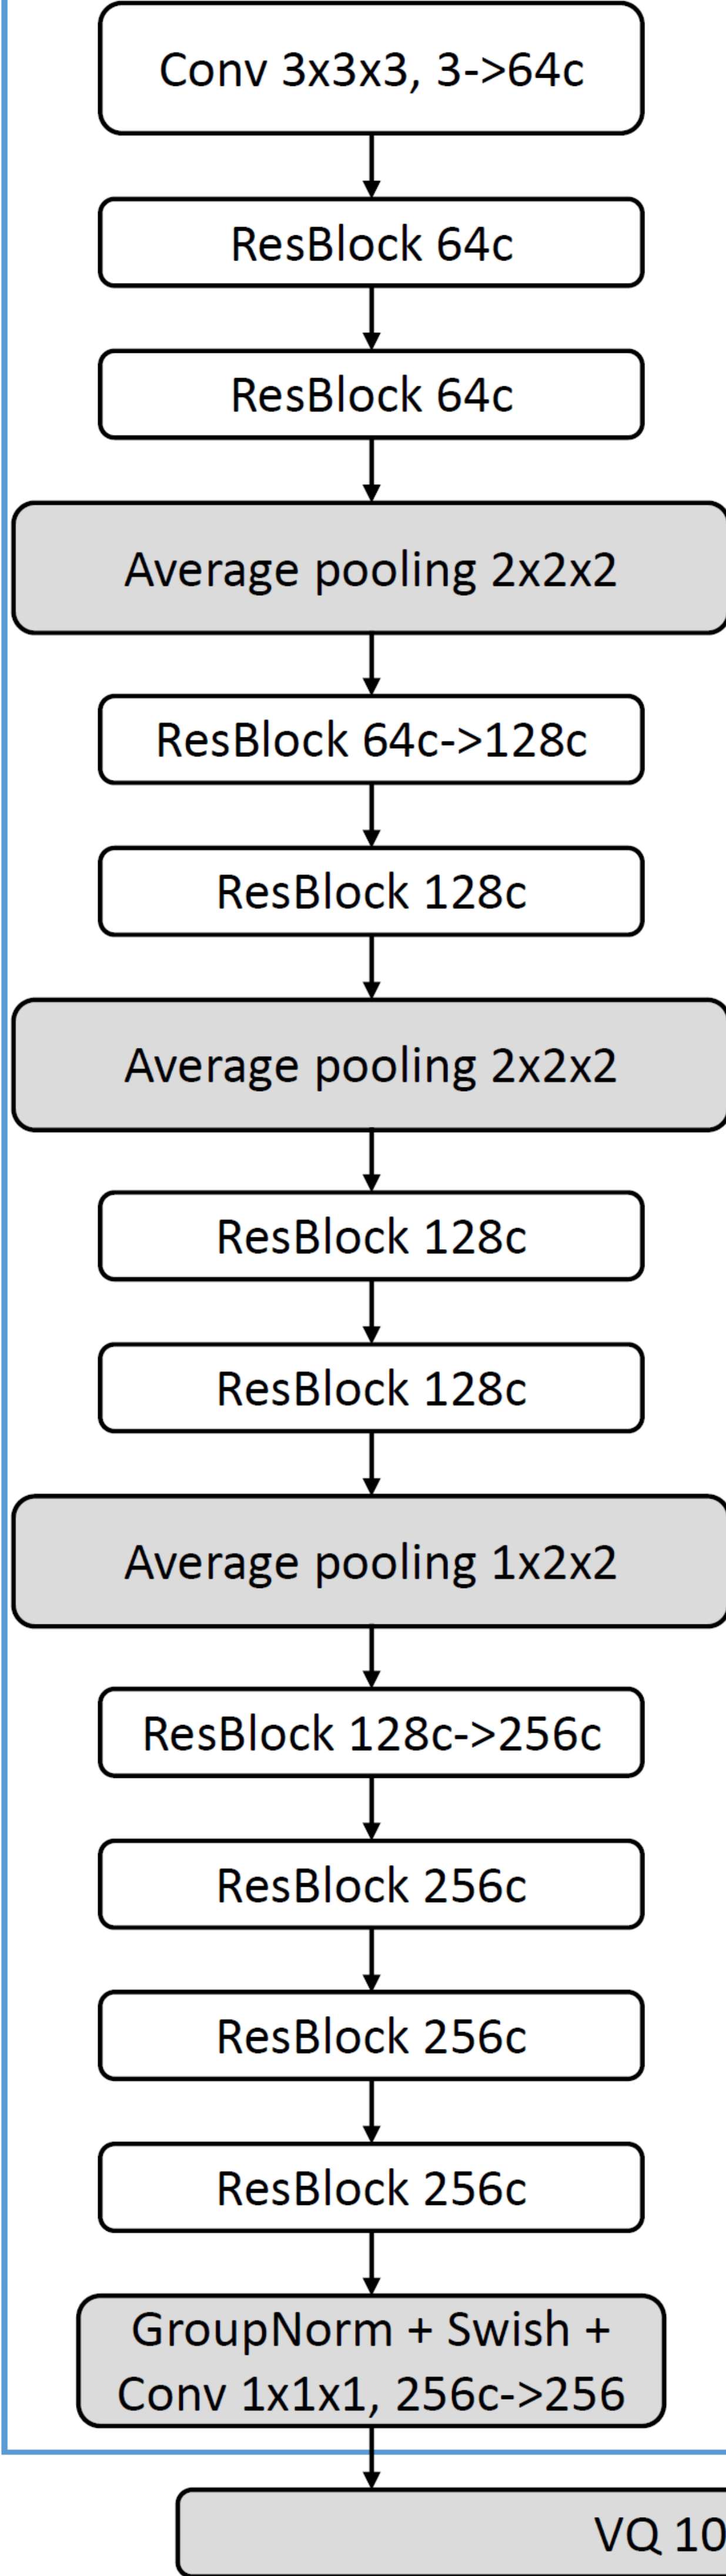 Conv 3x3x3, 3->64c
ResBlock 64c
ResBlock 64c
Average pooling 2x2x2
ResBlock 64c->128c
ResBlock 128c
Average pooling 2x2x2
ResBlock 128c
ResBlock 128c
Average pooling 1x2x2
ResBlock 128c->256c
ResBlock 256c
ResBlock 256c
ResBlock 256c
GroupNorm + Swish +
Conv 1x1x1, 256c->256
VQ 10